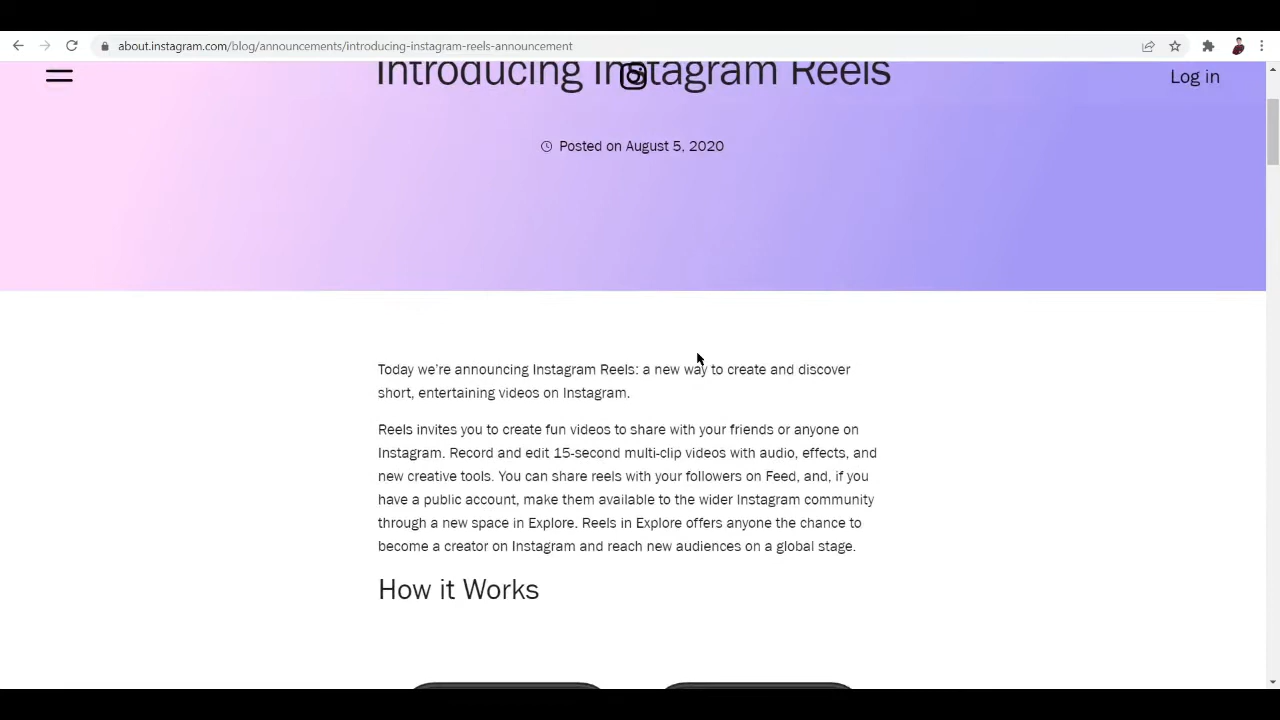 about.instagram.com/blog/announcements/introducing-instagram-reels-announcement
Introducing Instagram Reels
Log in
Posted on August 5, 2020
Today we're announcing Instagram Reels: a new way to create and discover
short, entertaining videos on Instagram.
Reels invites you to create fun videos to share with your friends or anyone on
Instagram. Record and edit 15-second multi-clip videos with audio, effects, and
new creative tools. You can share reels with your followers on Feed, and, if you
have a public account, make them available to the wider Instagram community
through a new space in Explore. Reels in Explore offers anyone the chance to
become a creator on Instagram and reach new audiences on a global stage.
How it Works